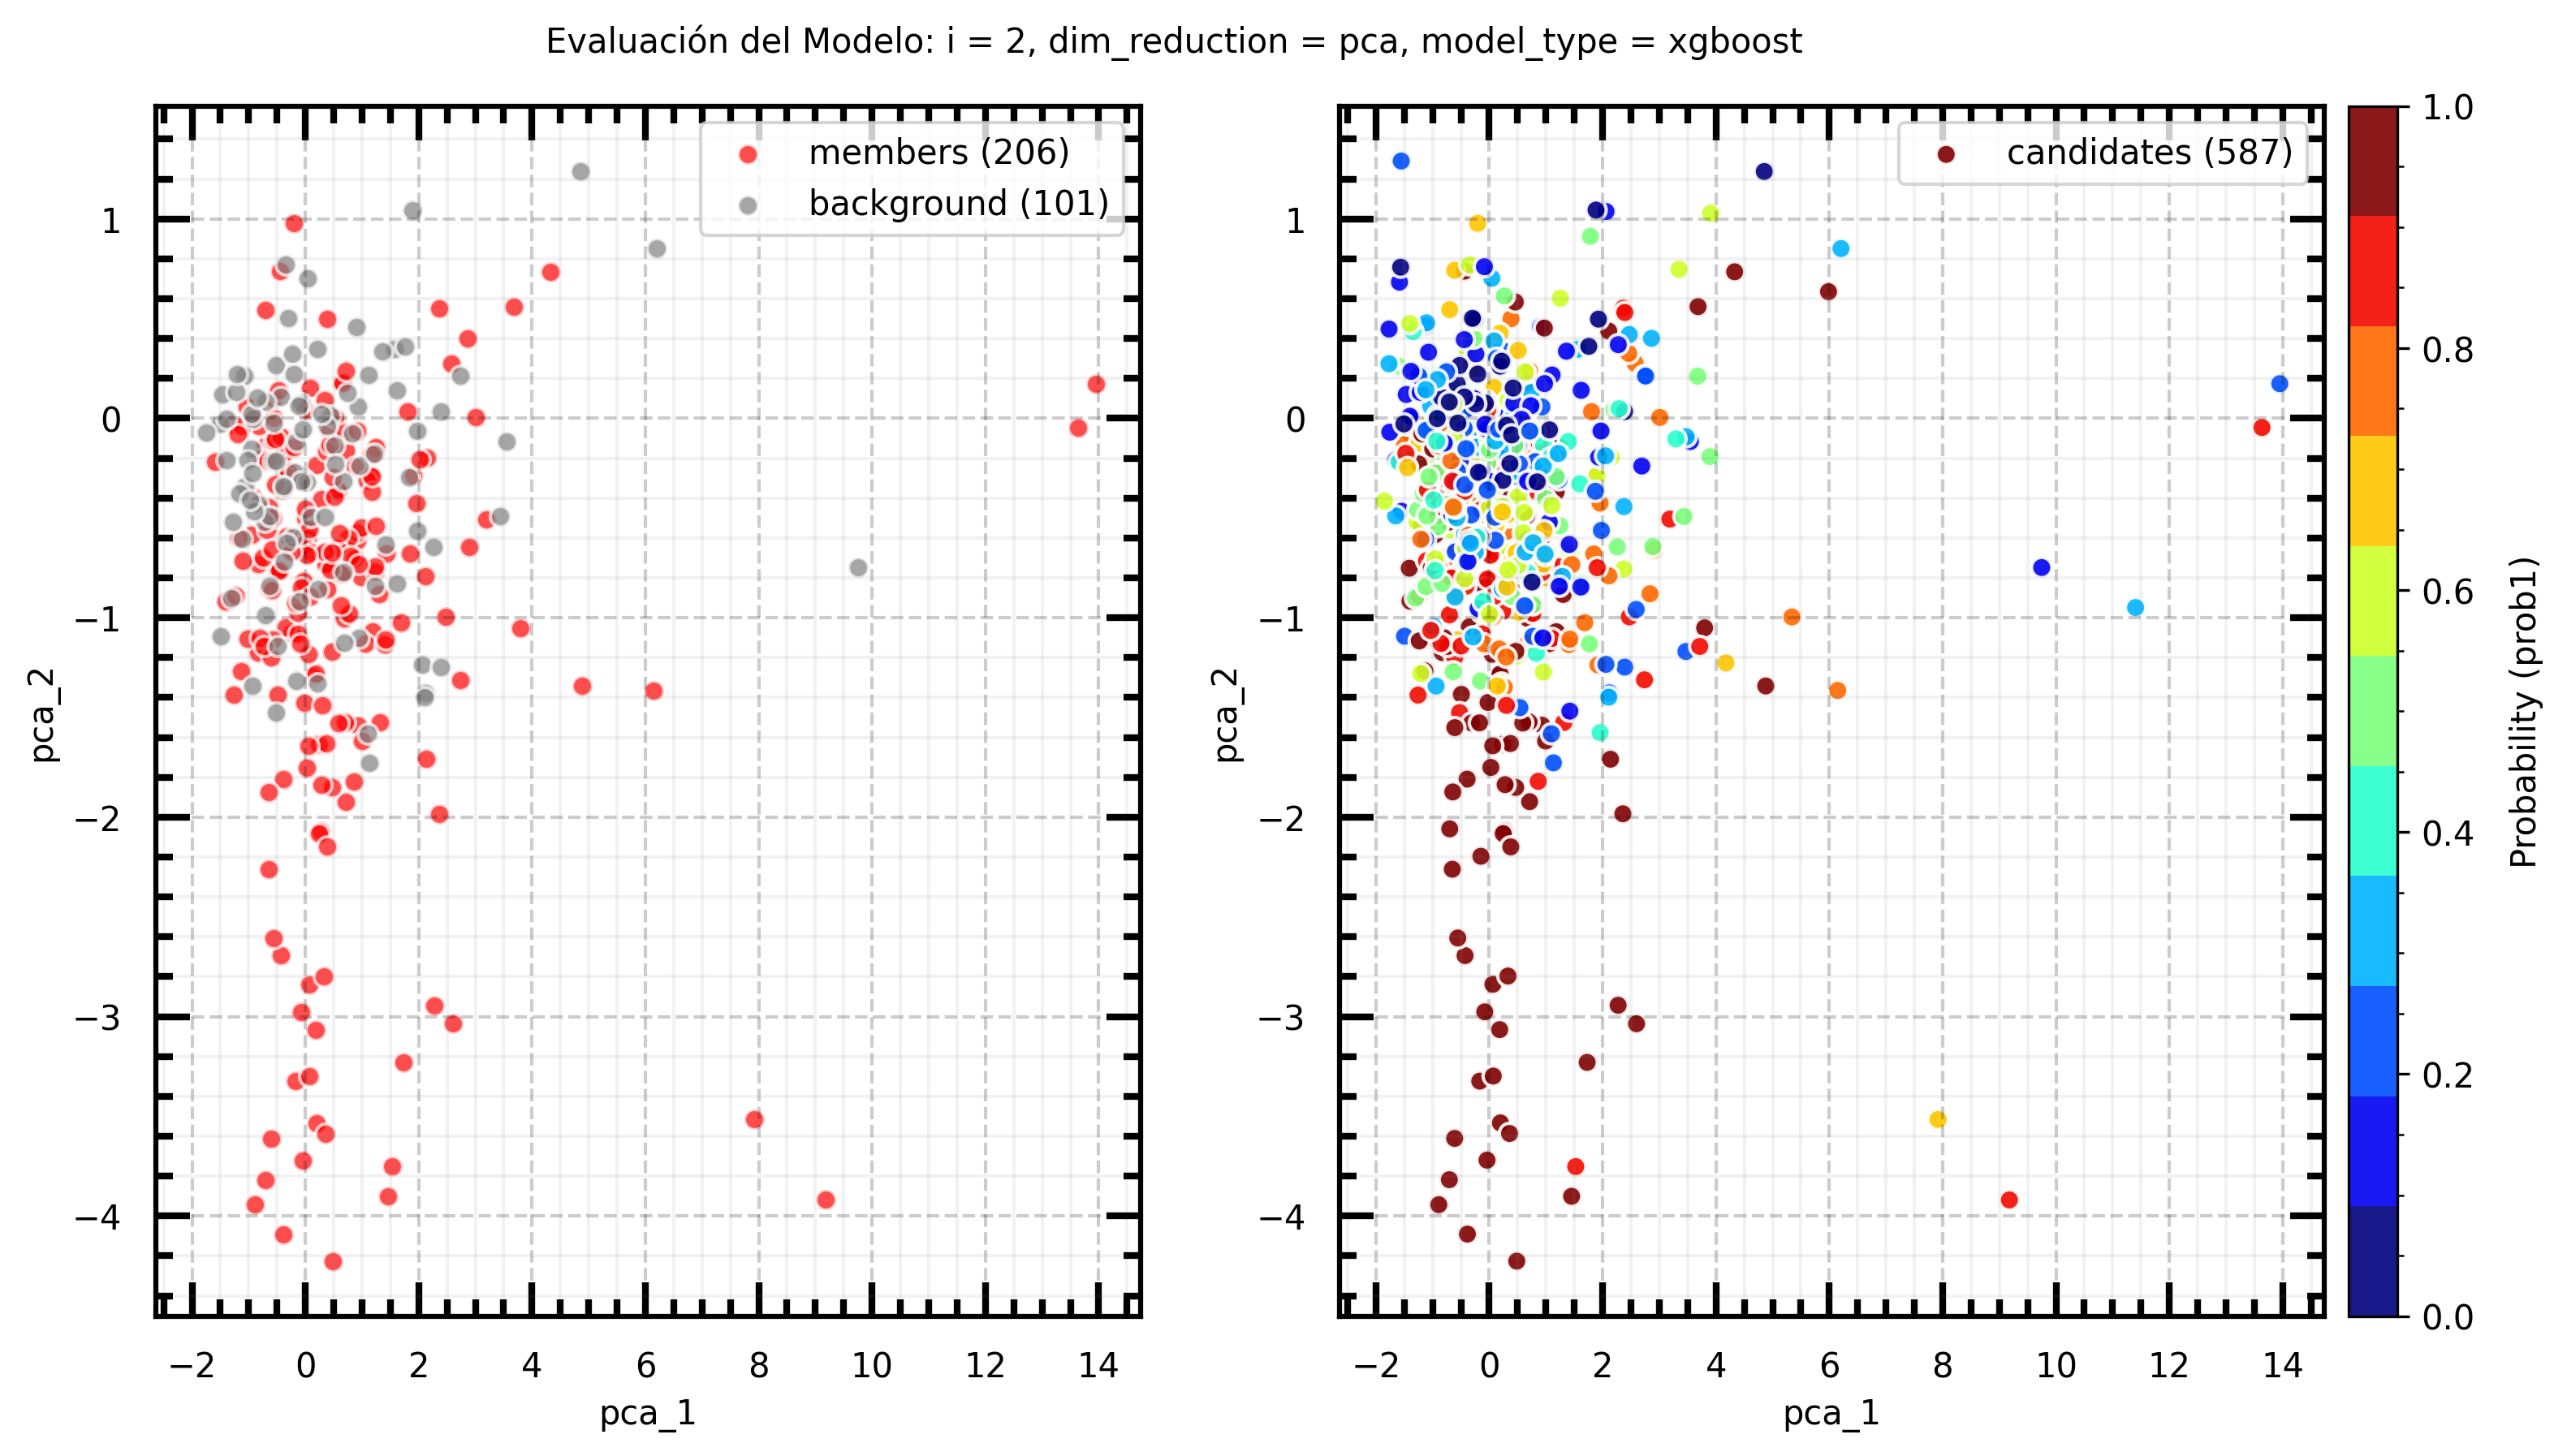 Evaluación del Modelo: i = 2, dim_reduction = pca, model_type = xgboost
members (206)
background (101)
1
0
−1
−2
−3
−4
pca_2
−2 0 2 4 6 8 10 12 14
pca_1
candidates (587)
1
0
−1
−2
−3
−4
pca_2
−2 0 2 4 6 8 10 12 14
pca_1
1.0
0.8
0.6
0.4
0.2
0.0
Probability (prob1)